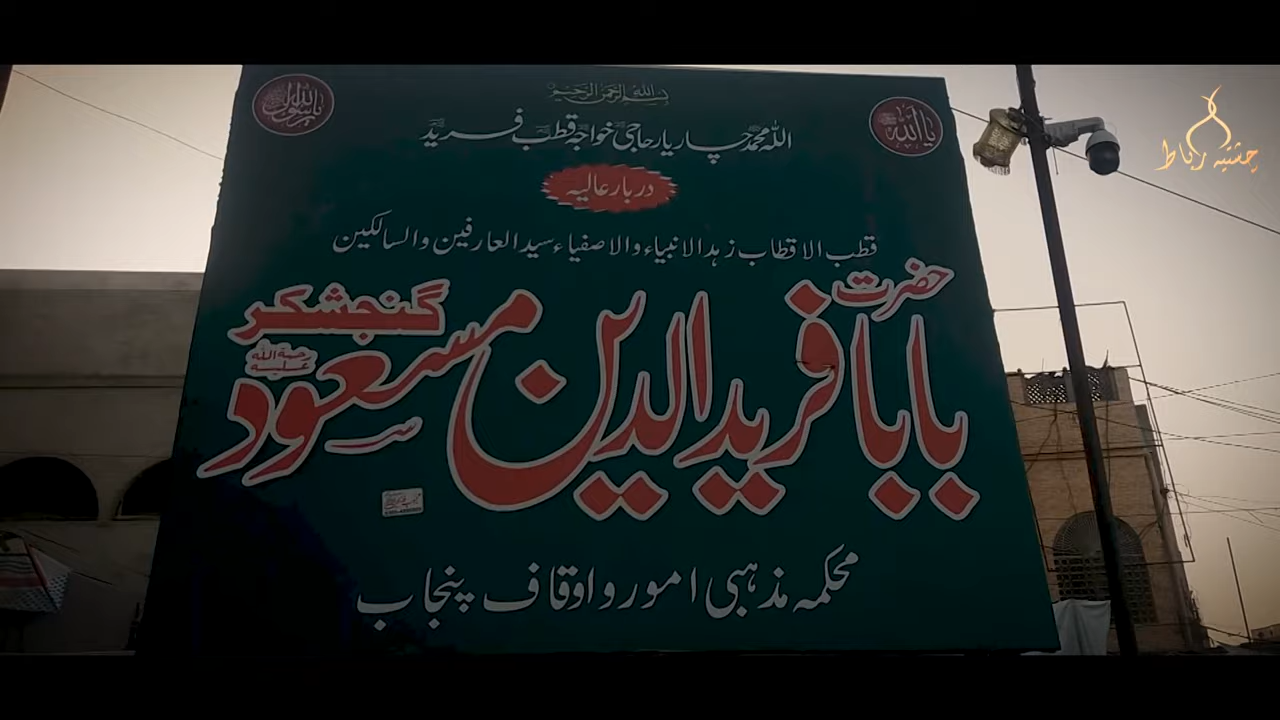 بسم اللہ الرحمن الرحیم
یا اللہ
یا رسول اللہ
اللہ محمد چار یار حاجی خواجہ قطب فرید
دربار عالیہ
قطب الاقطاب زہد الانبیاء والاصفیاء سید العارفین والسالکین
حضرت
بابا فرید الدین مسعود
گنجشکر
رحمۃ اللہ علیہ
محکمہ مذہبی امور و اوقاف پنجاب
چشتیہ رباط